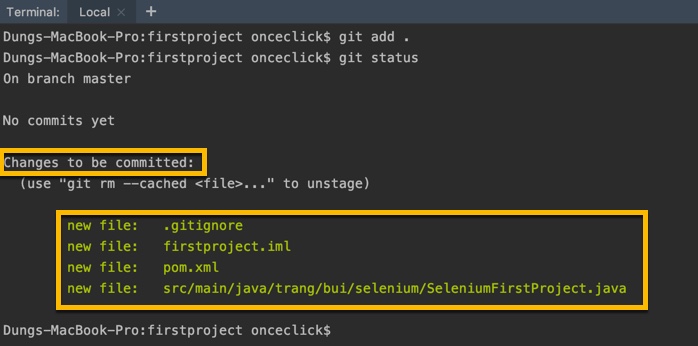 Terminal: Local × +
Dungs-MacBook-Pro:firstproject onceclick$ git add .
Dungs-MacBook-Pro:firstproject onceclick$ git status
On branch master
No commits yet
Changes to be committed:
(use "git rm --cached <file>..." to unstage)
new file: .gitignore
new file: firstproject.iml
new file: pom.xml
new file: src/main/java/trang/bui/selenium/SeleniumFirstProject.java
Dungs-MacBook-Pro:firstproject onceclick$